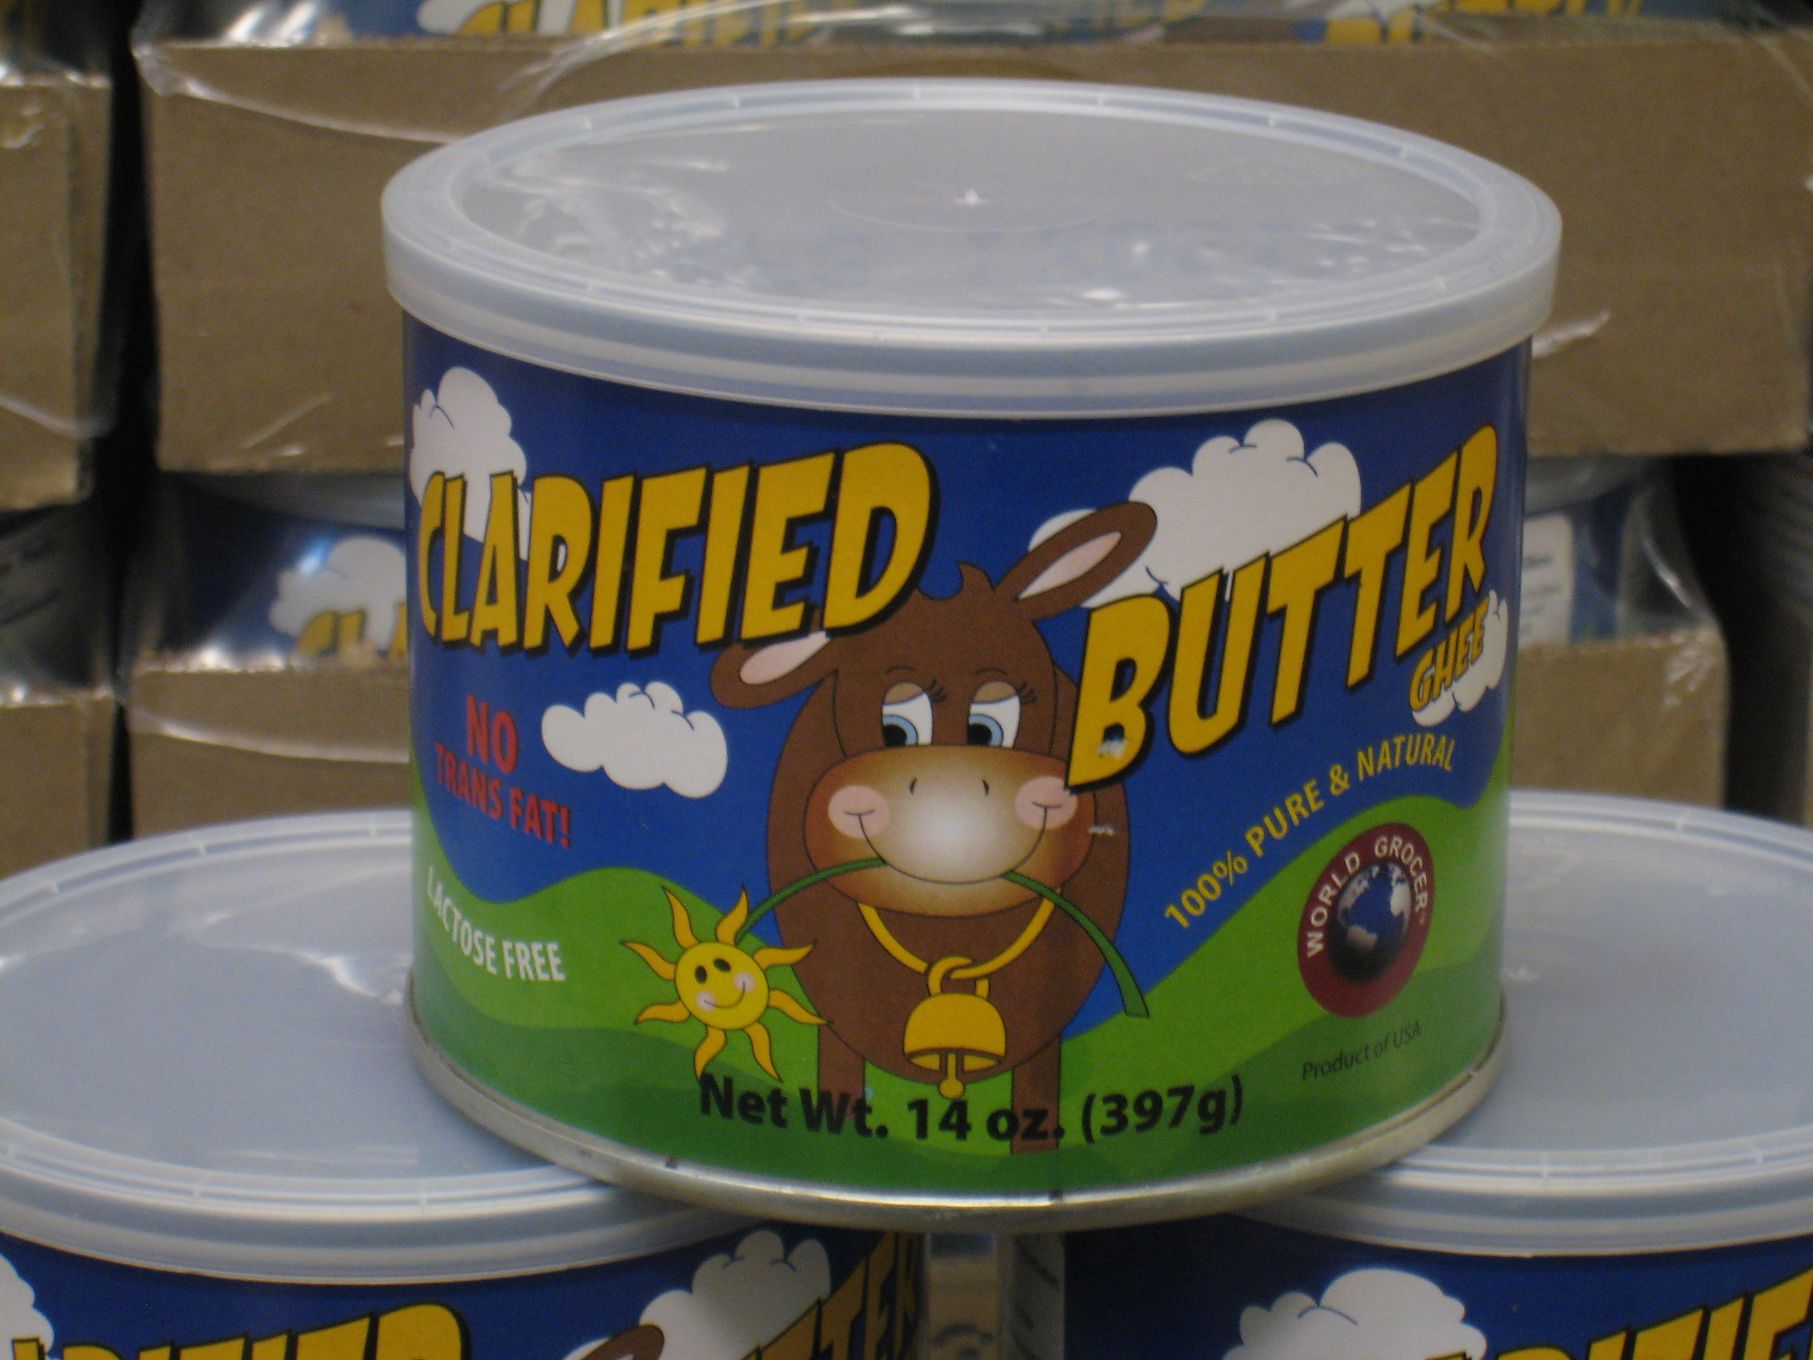 CLARIFIED
BUTTER
GHEE
NO
TRANS FAT!
100% PURE & NATURAL
LACTOSE FREE
WORLD GROCER
Product of USA
Net Wt. 14 oz. (397g)